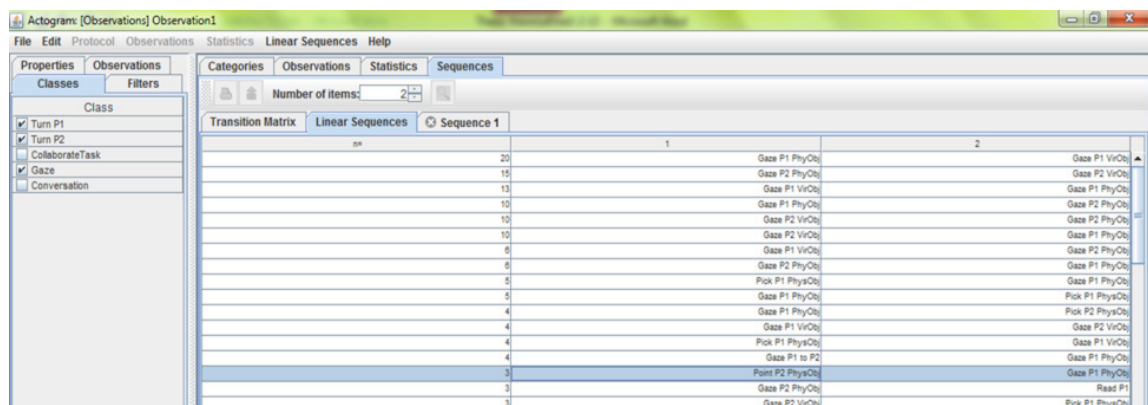 Actogram: [Observations] Observation1
File Edit Protocol Observations Statistics Linear Sequences Help
Properties Observations
Classes Filters
Class
Turn P1
Turn P2
CollaborateTask
Gaze
Conversation
Categories Observations Statistics Sequences
Number of items: 2
Transition Matrix Linear Sequences Sequence 1
n= 1 2
20 Gaze P1 PhyObj Gaze P1 VirObj
15 Gaze P2 PhyObj Gaze P2 VirObj
13 Gaze P1 VirObj Gaze P1 PhyObj
10 Gaze P1 PhyObj Gaze P2 PhyObj
10 Gaze P2 VirObj Gaze P2 PhyObj
10 Gaze P2 VirObj Gaze P1 PhyObj
6 Gaze P1 VirObj Gaze P2 PhyObj
6 Gaze P2 PhyObj Gaze P1 PhyObj
5 Pick P1 PhysObj Gaze P1 PhyObj
5 Gaze P1 PhyObj Pick P1 PhysObj
4 Gaze P1 PhyObj Pick P2 PhysObj
4 Gaze P1 VirObj Gaze P2 VirObj
4 Pick P1 PhysObj Gaze P1 VirObj
4 Gaze P1 to P2 Gaze P1 PhyObj
3 Point P2 PhysObj Gaze P1 PhyObj
3 Gaze P2 PhyObj Read P1
3 Gaze P2 VirObj Pick P1 PhysObj